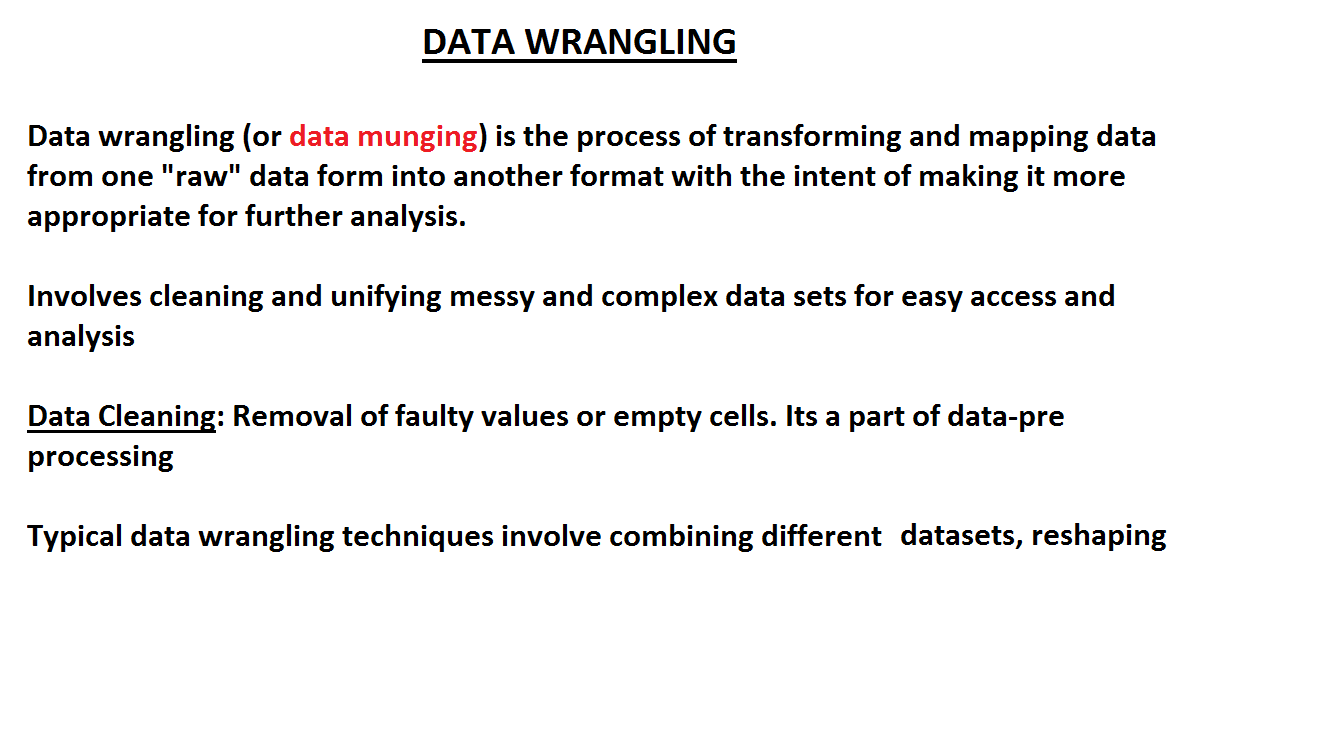 DATA WRANGLING
Data wrangling (or data munging) is the process of transforming and mapping data
from one "raw" data form into another format with the intent of making it more
appropriate for further analysis.
Involves cleaning and unifying messy and complex data sets for easy access and
analysis
Data Cleaning: Removal of faulty values or empty cells. Its a part of data-pre
processing
Typical data wrangling techniques involve combining different datasets, reshaping